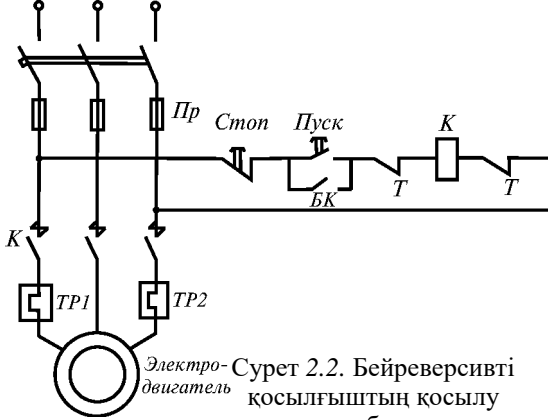 Пр
Стоп
Пуск
К
БК
Т
Т
К
ТР1
ТР2
Электро-
двигатель
Сурет 2.2. Бейреверсивті
қосылғыштың қосылу